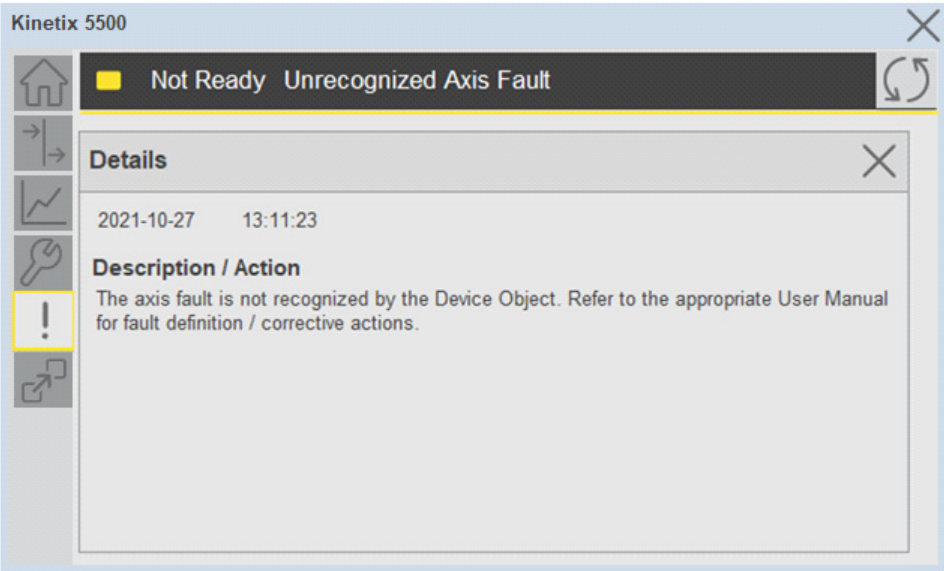 Kinetix 5500
Not Ready Unrecognized Axis Fault
Details
2021-10-27 13:11:23
Description / Action
The axis fault is not recognized by the Device Object. Refer to the appropriate User Manual
for fault definition / corrective actions.